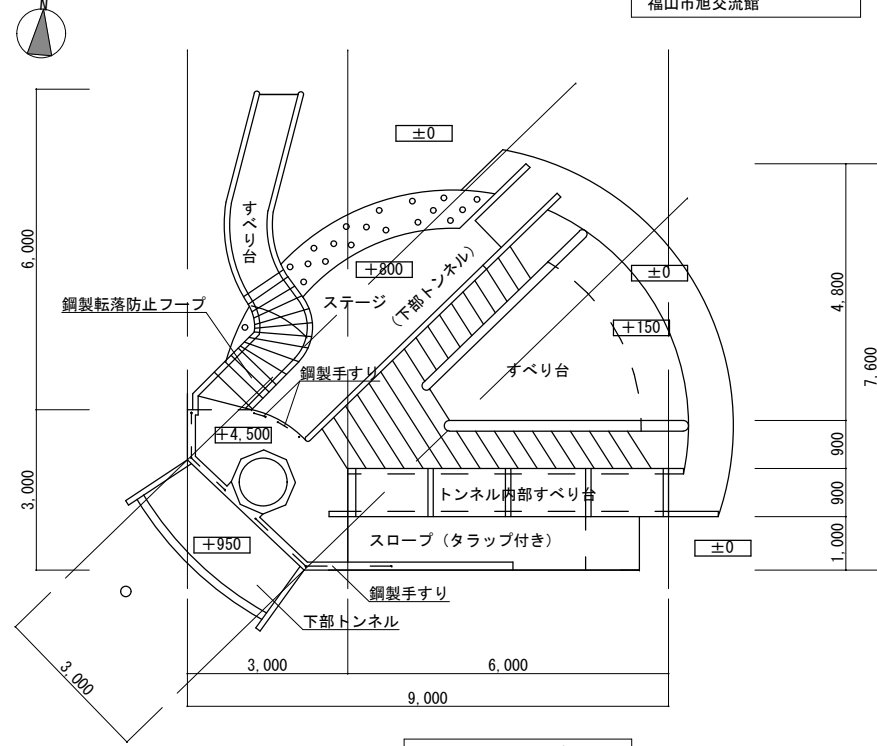 福山市旭交流館
N
±0
すべり台
6,000
+800
ステージ
(下部トンネル)
±0
4,800
鋼製転落防止フープ
+150
7,600
鋼製手すり
すべり台
+4,500
900
3,000
トンネル内部すべり台
900
+950
スロープ（タラップ付き）
±0
1,000
鋼製手すり
下部トンネル
3,000
3,000
6,000
9,000